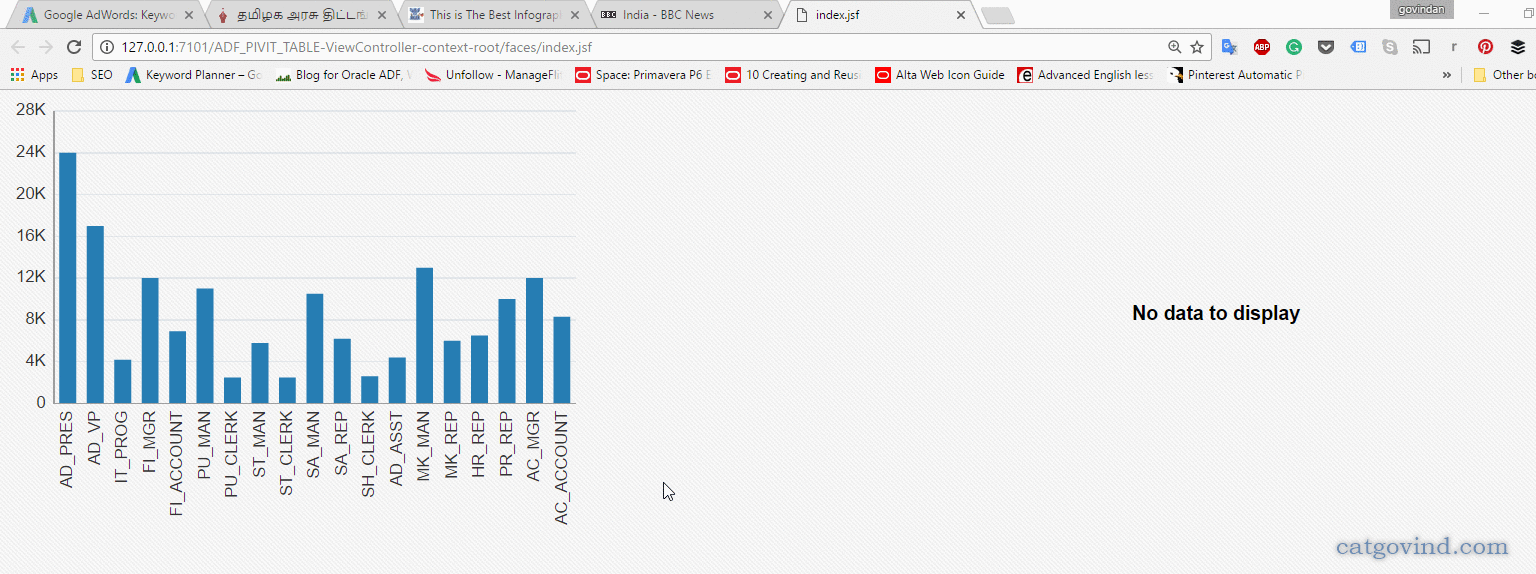 Google AdWords: Keywo
தமிழக அரசு திட்டங்
This is The Best Infograp
BBC India - BBC News
index.jsf
govindan
127.0.0.1:7101/ADF_PIVIT_TABLE-ViewController-context-root/faces/index.jsf
Apps SEO Keyword Planner – Go Blog for Oracle ADF, Unfollow - ManageFli Space: Primavera P6 E 10 Creating and Reusi Alta Web Icon Guide Advanced English less Pinterest Automatic P » Other bo
28K
24K
20K
16K
12K
8K
4K
0
AD_PRES
AD_VP
IT_PROG
FI_MGR
FI_ACCOUNT
PU_MAN
PU_CLERK
ST_MAN
ST_CLERK
SA_MAN
SA_REP
SH_CLERK
AD_ASST
MK_MAN
MK_REP
HR_REP
PR_REP
AC_MGR
AC_ACCOUNT
No data to display
catgovind.com